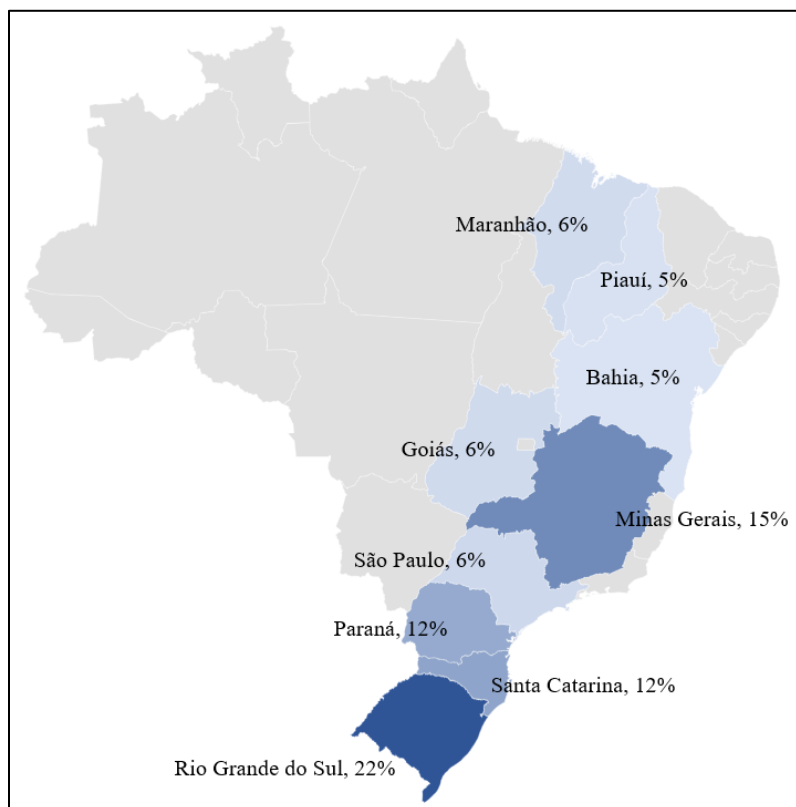 Maranhão, 6%
Piauí, 5%
Bahia, 5%
Goiás, 6%
Minas Gerais, 15%
São Paulo, 6%
Paraná, 12%
Santa Catarina, 12%
Rio Grande do Sul, 22%